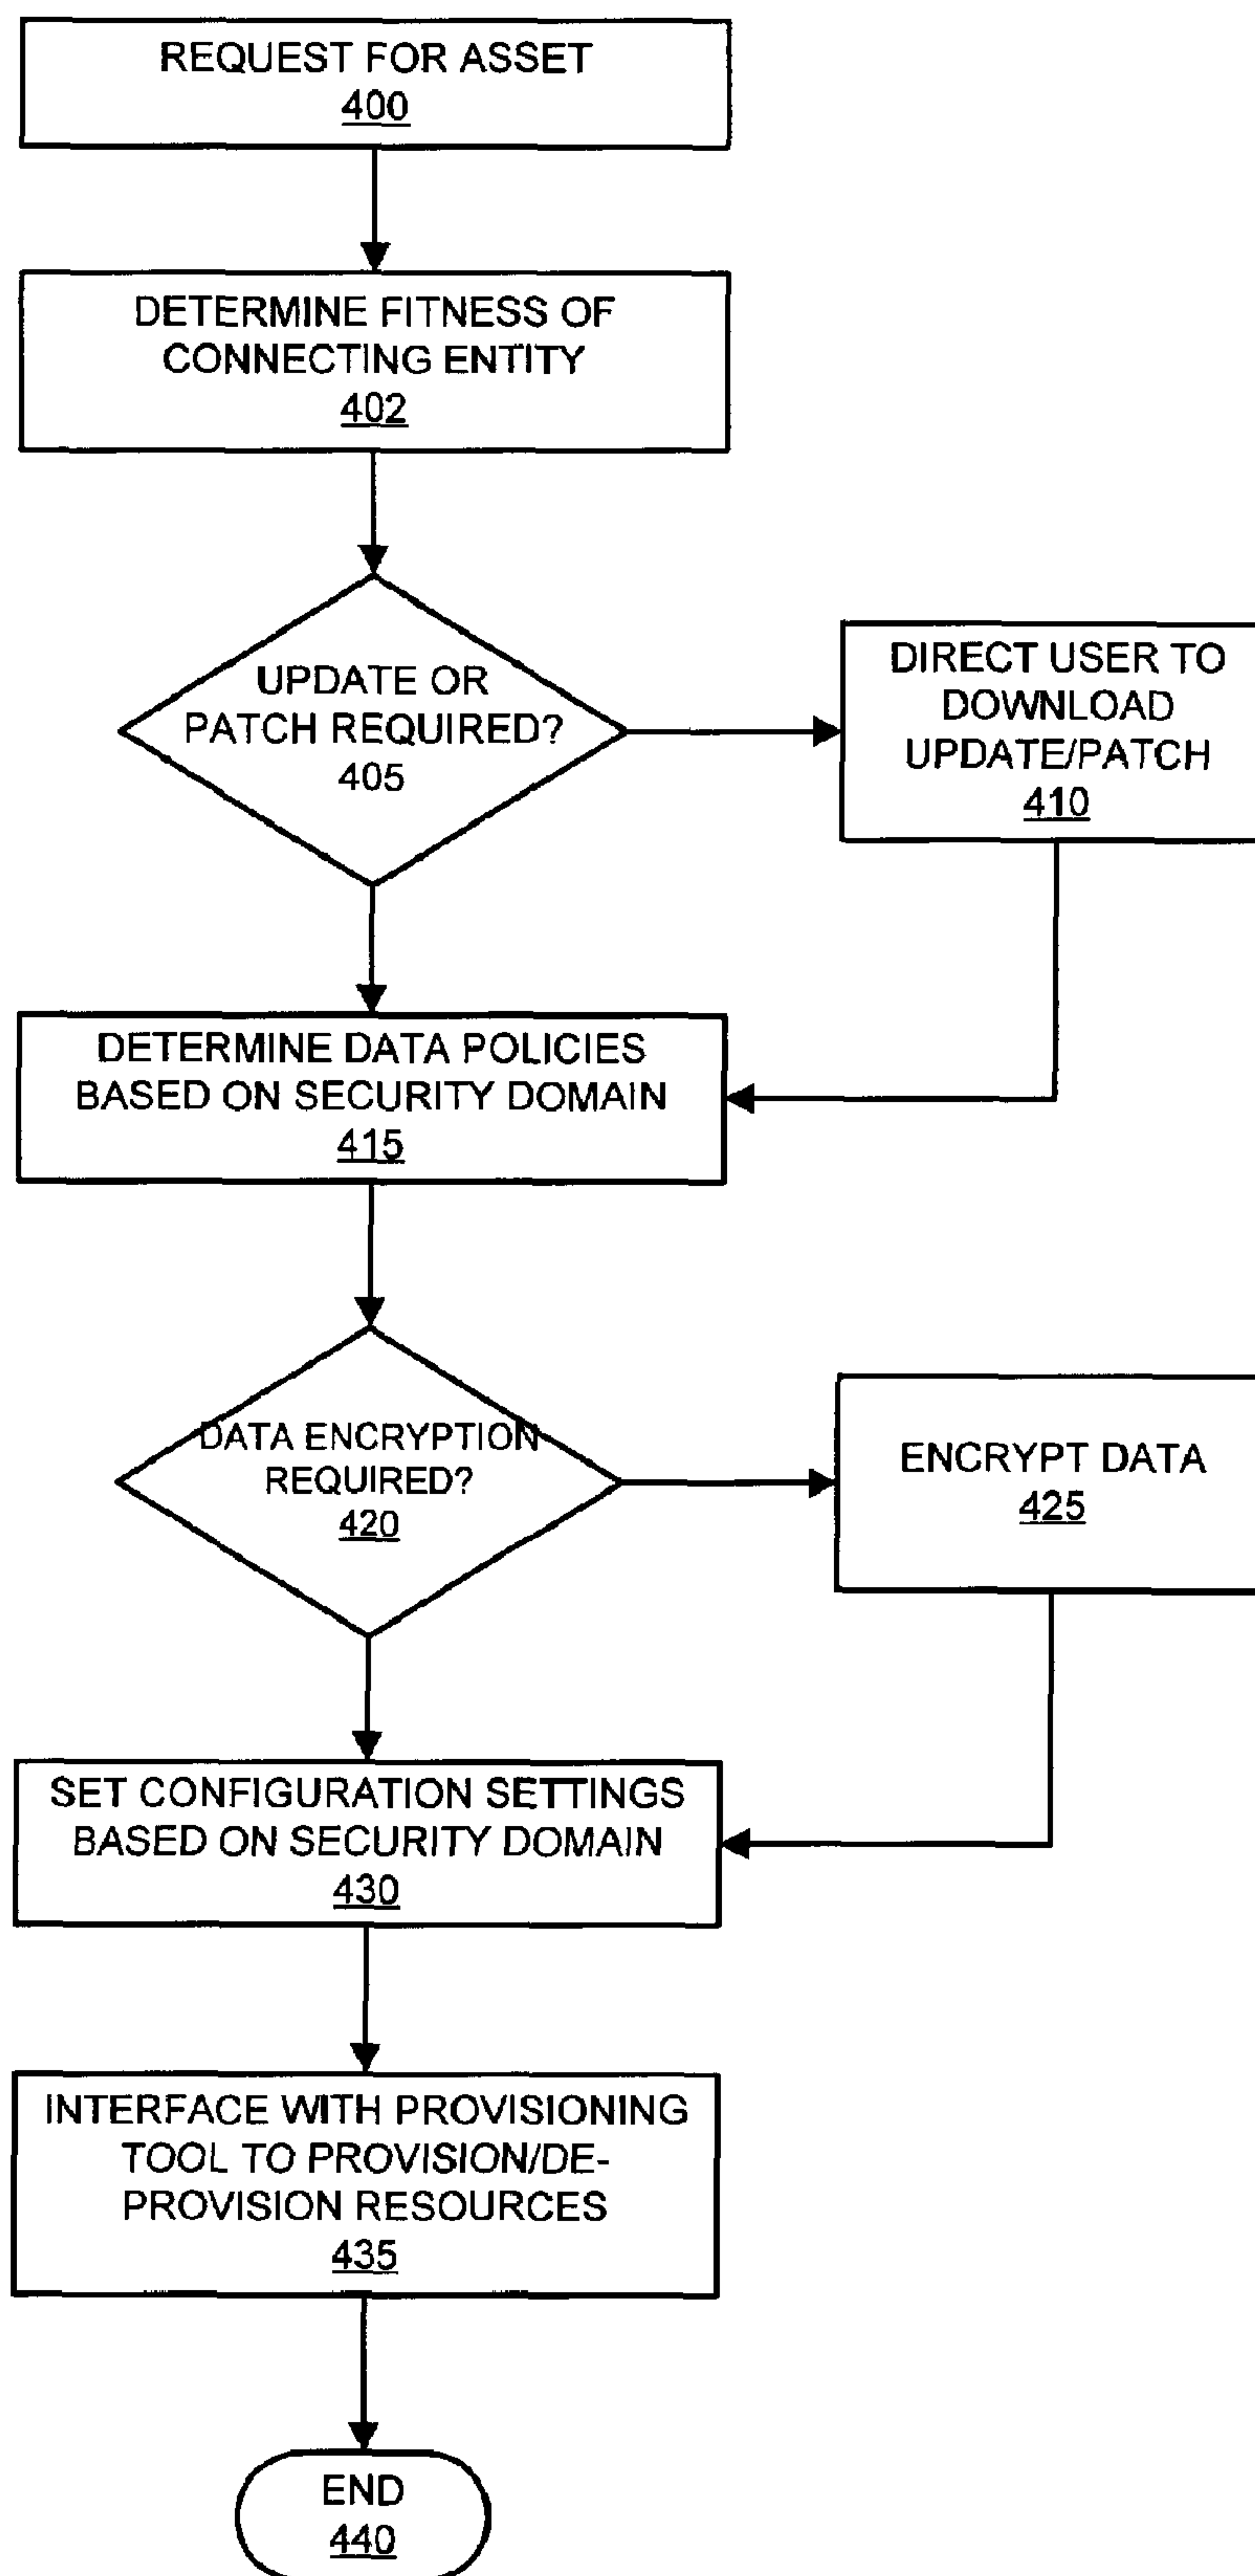 REQUEST FOR ASSET
400
DETERMINE FITNESS OF
CONNECTING ENTITY
402
UPDATE OR
PATCH REQUIRED?
405
DIRECT USER TO
DOWNLOAD
UPDATE/PATCH
410
DETERMINE DATA POLICIES
BASED ON SECURITY DOMAIN
415
DATA ENCRYPTION
REQUIRED?
420
ENCRYPT DATA
425
SET CONFIGURATION SETTINGS
BASED ON SECURITY DOMAIN
430
INTERFACE WITH PROVISIONING
TOOL TO PROVISION/DE-
PROVISION RESOURCES
435
END
440